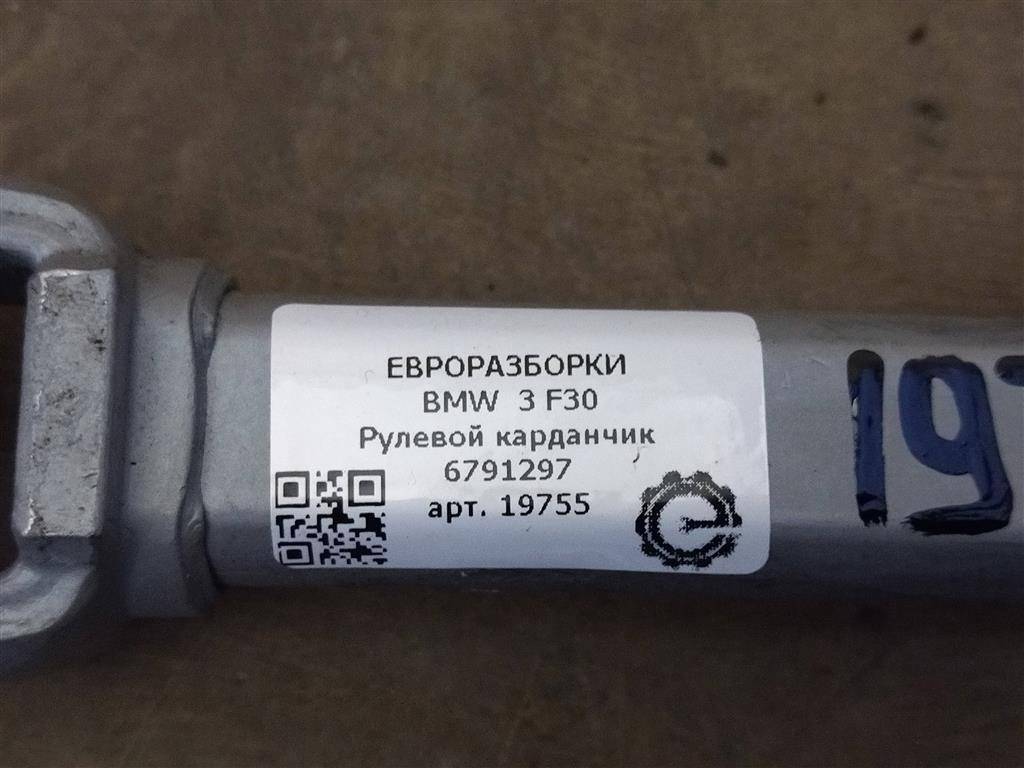 ЕВРОРАЗБОРКИ
BMW 3 F30
Рулевой карданчик
6791297
арт. 19755